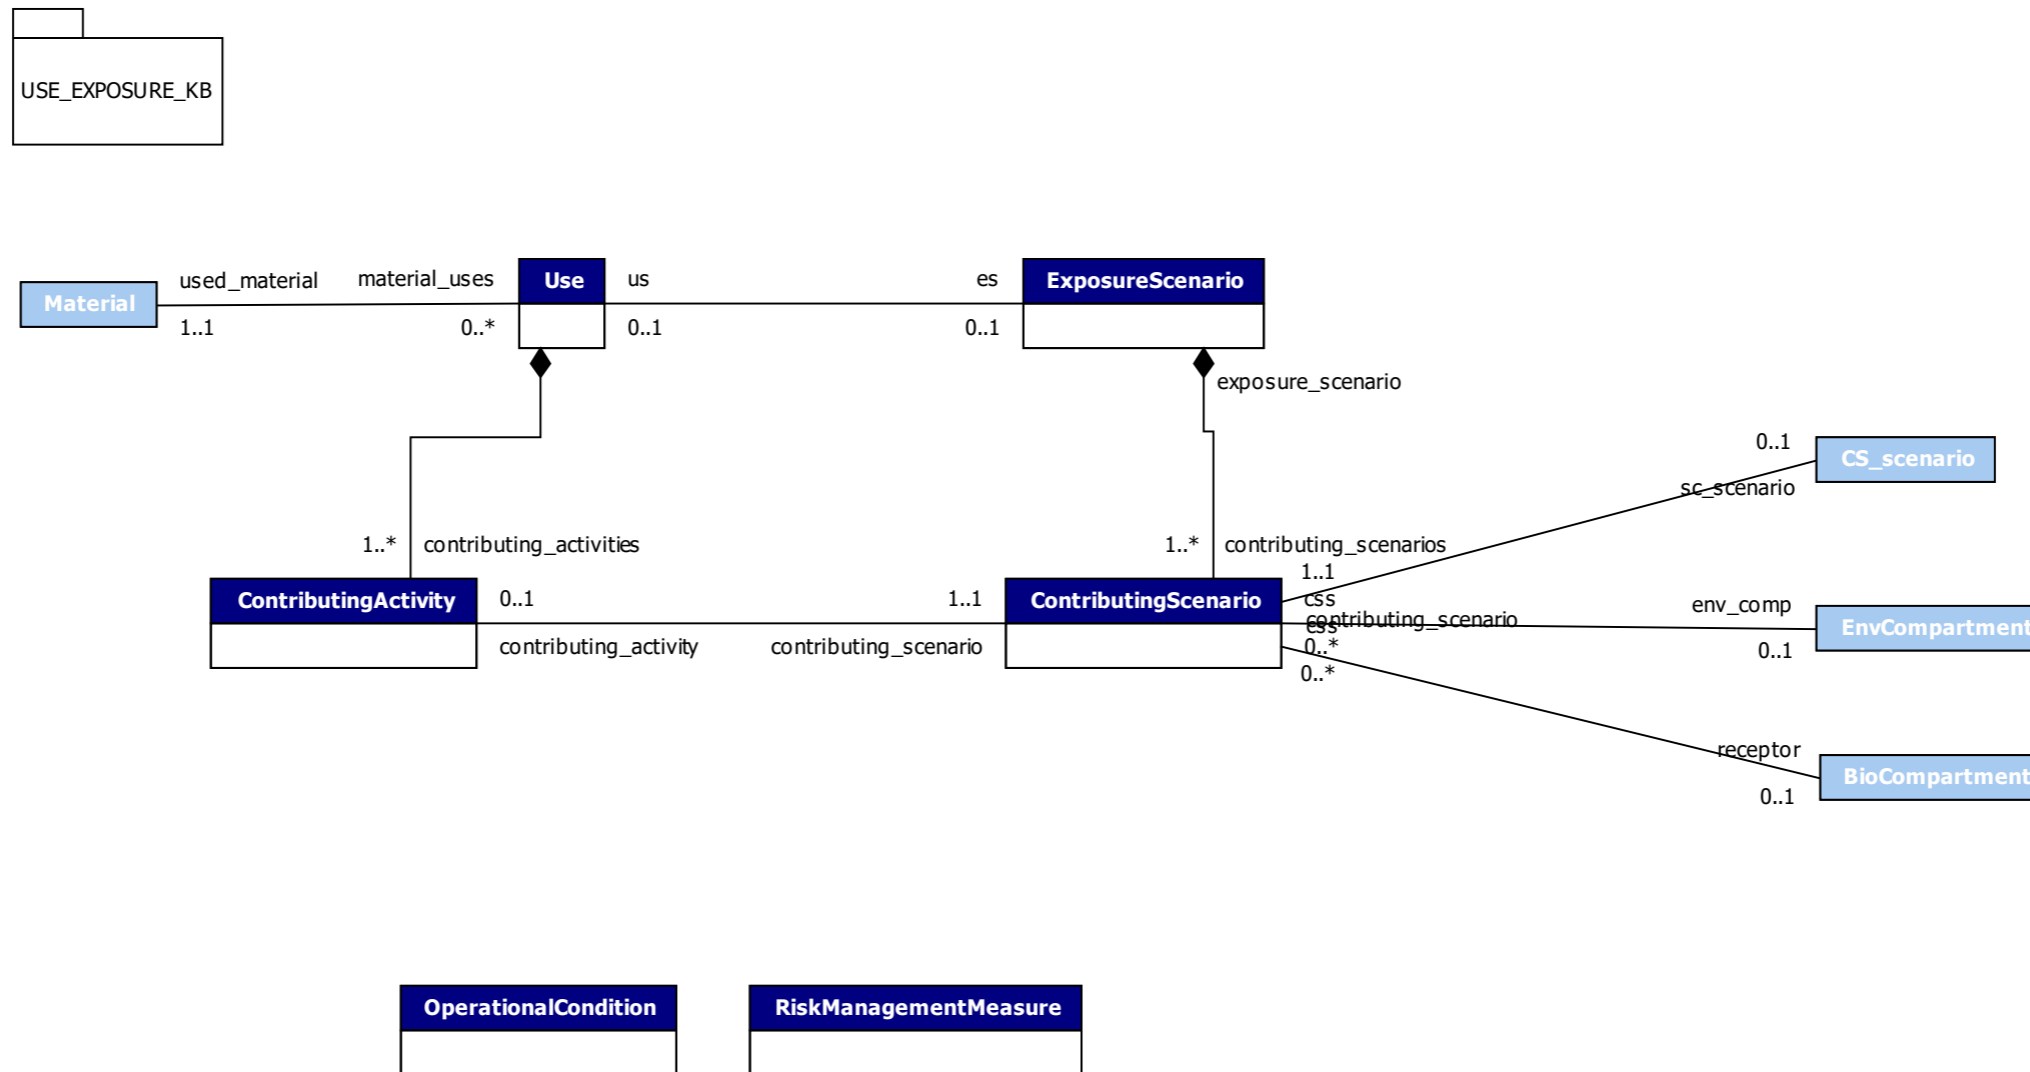 USE_EXPOSURE_KB
used_material
material_uses
Use
us
es
ExposureScenario
Material
1..1
0..*
0..1
0..1
exposure_scenario
0..1
CS_scenario
sc_scenario
1..*
contributing_activities
1..*
contributing_scenarios
1..1
ContributingActivity
0..1
1..1
ContributingScenario
css
env_comp
contributing_scenario
css
EnvCompartment
contributing_activity
contributing_scenario
0..*
0..1
0..*
receptor
BioCompartment
0..1
OperationalCondition
RiskManagementMeasure